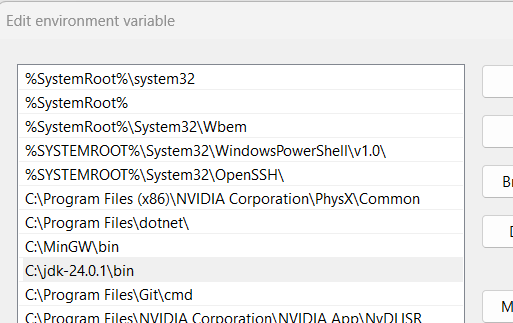 Edit environment variable
%SystemRoot%\system32
%SystemRoot%
%SystemRoot%\System32\Wbem
%SYSTEMROOT%\System32\WindowsPowerShell\v1.0\
%SYSTEMROOT%\System32\OpenSSH\
C:\Program Files (x86)\NVIDIA Corporation\PhysX\Common
C:\Program Files\dotnet\
C:\MinGW\bin
C:\jdk-24.0.1\bin
C:\Program Files\Git\cmd
C:\Program Files\NVIDIA Corporation\NVIDIA App\NvDLISR